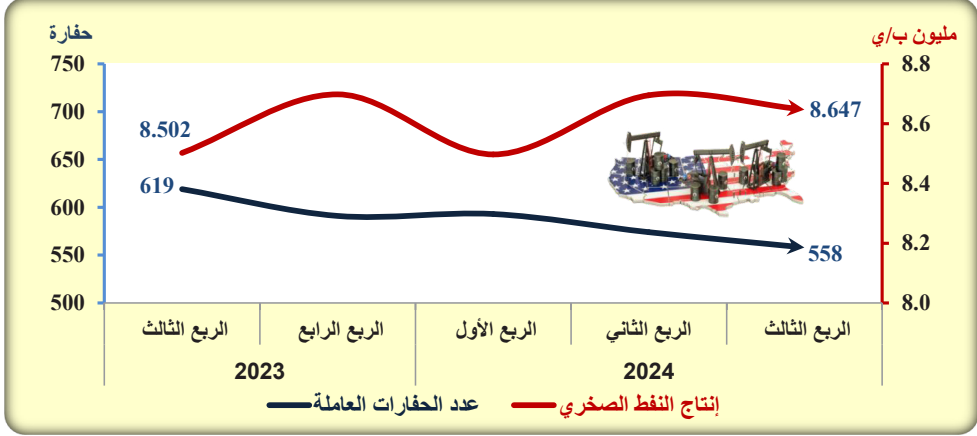 حفارة
مليون ب/ي
750
700
650
600
550
500
8.8
8.6
8.4
8.2
8.0
8.502
8.647
619
558
الربع الثالث
الربع الرابع
الربع الأول
الربع الثاني
الربع الثالث
2023
2024
عدد الحفارات العاملة
إنتاج النفط الصخري